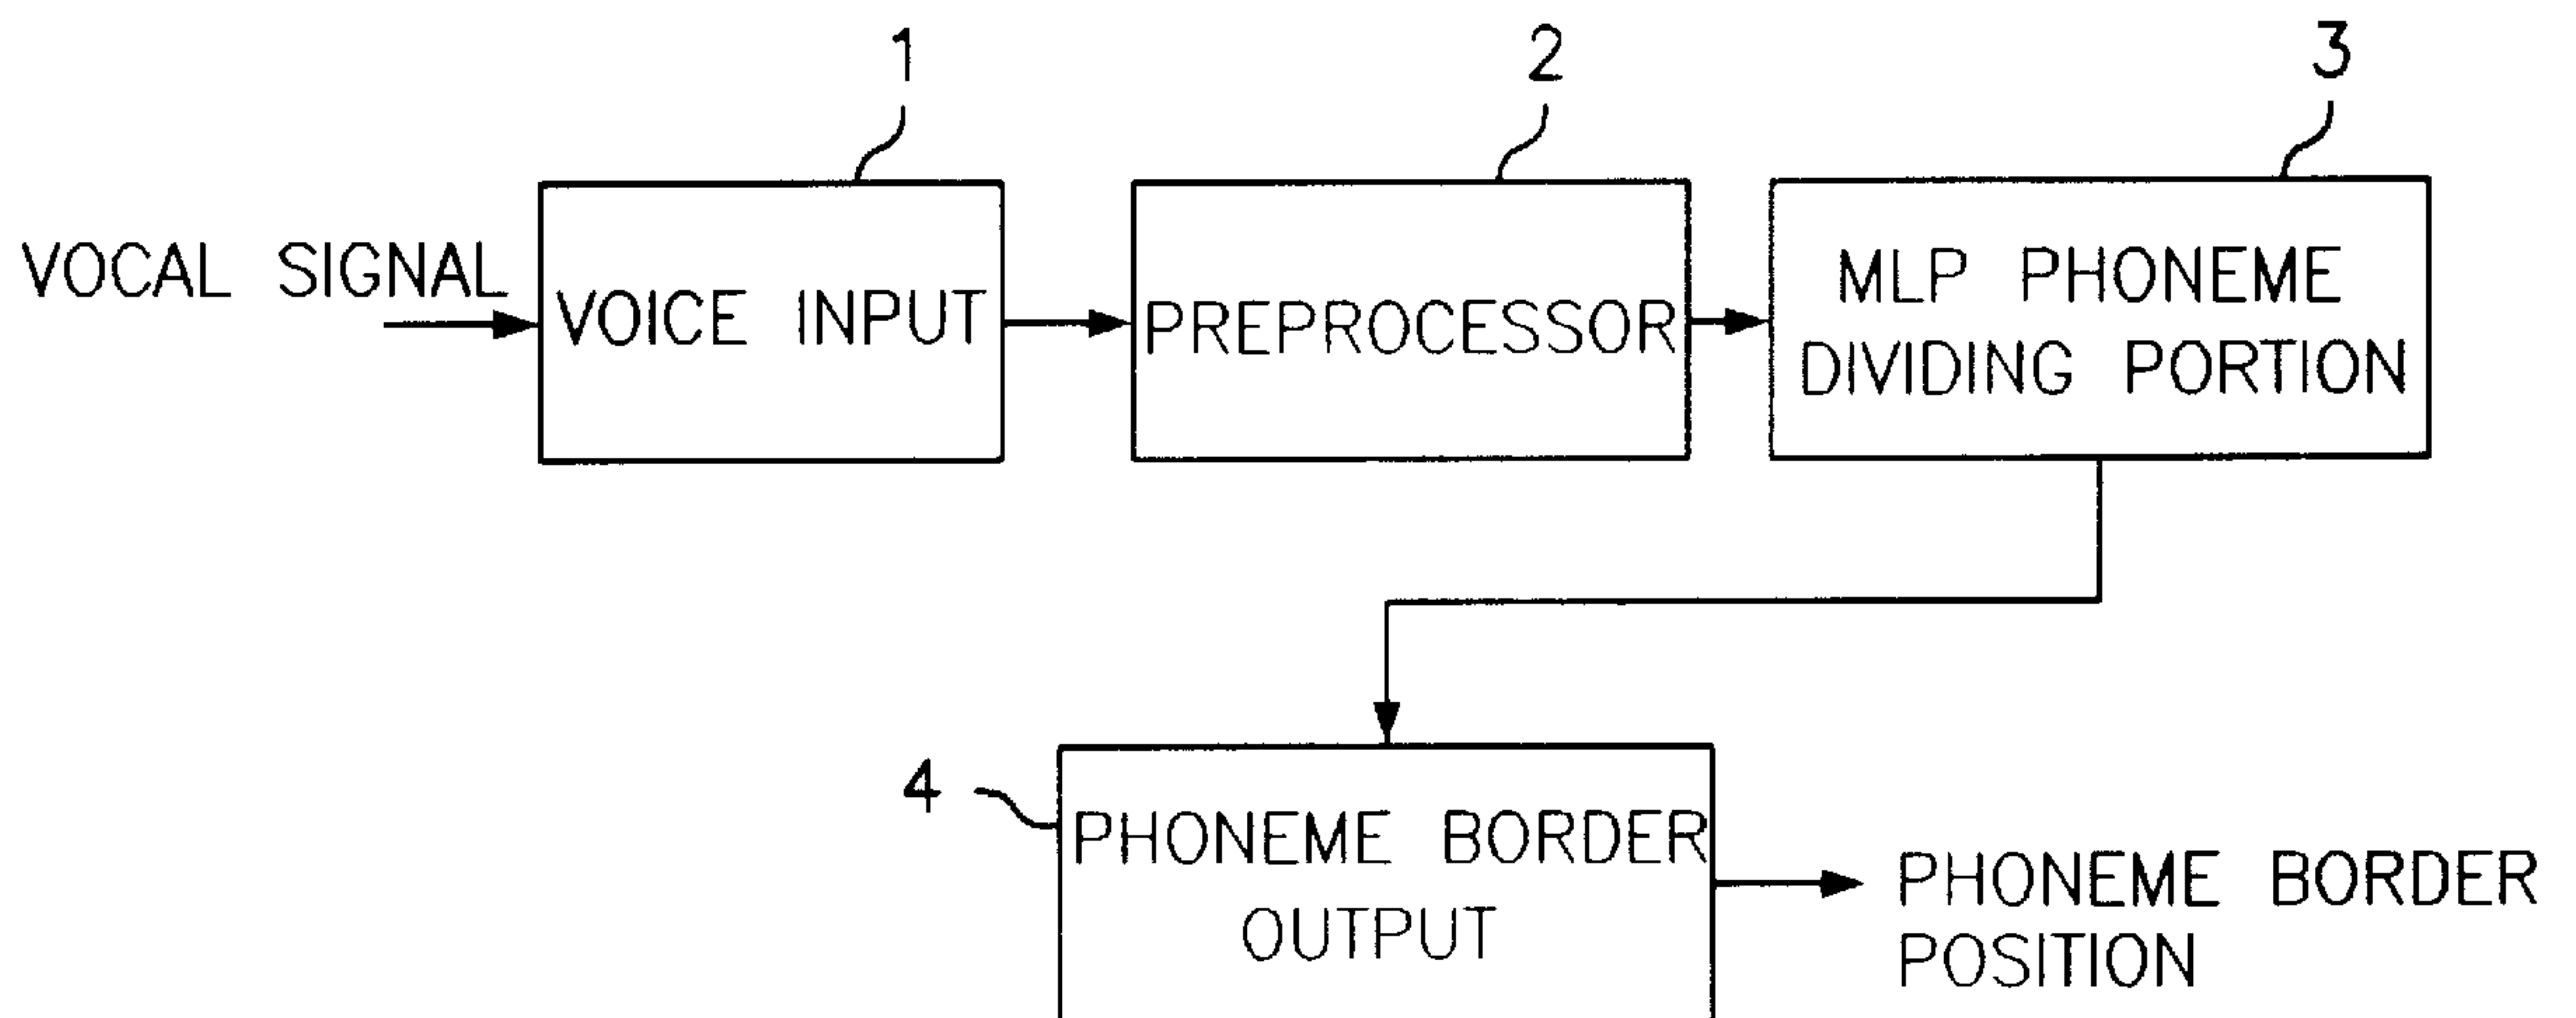 1
2
3
VOCAL SIGNAL
VOICE INPUT
PREPROCESSOR
MLP PHONEME
DIVIDING PORTION
4
PHONEME BORDER
OUTPUT
PHONEME BORDER
POSITION